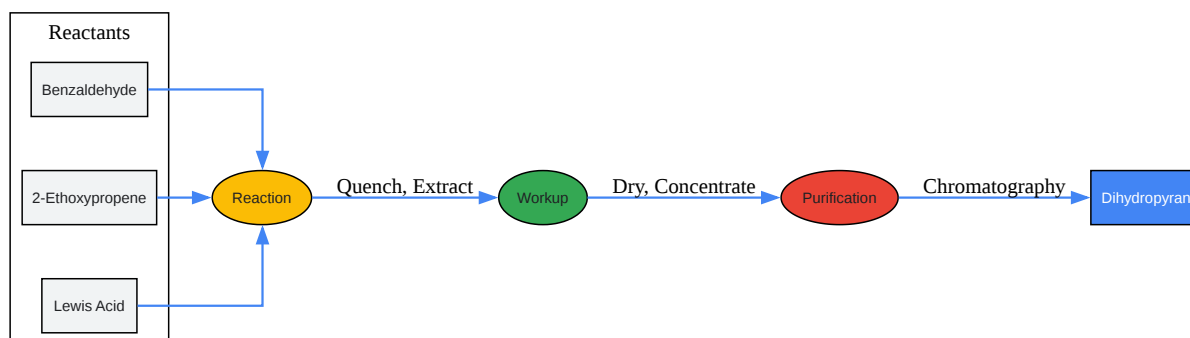 Reactants
Benzaldehyde
2-Ethoxypropene
Lewis Acid
Reaction
Quench, Extract
Workup
Dry, Concentrate
Purification
Chromatography
Dihydropyran